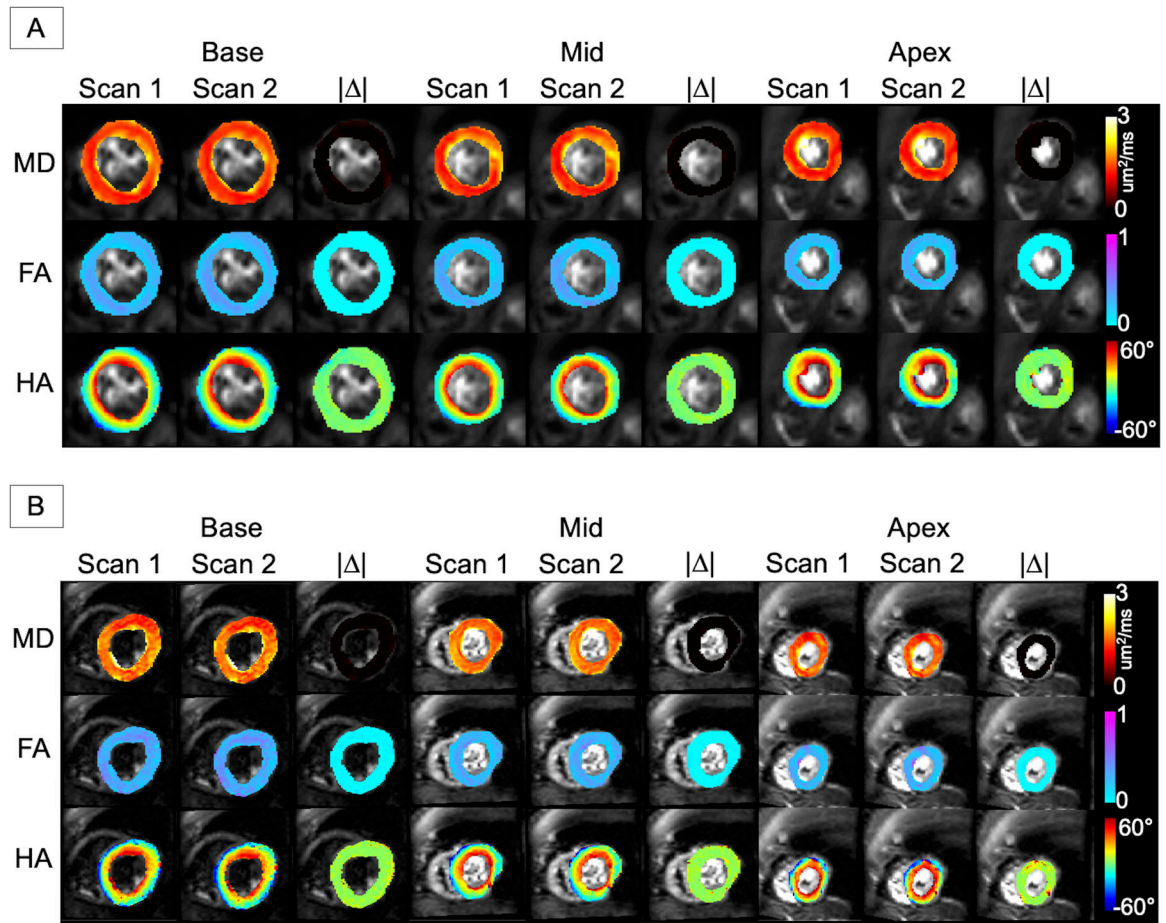 A
Base Mid Apex
Scan 1 Scan 2 |Δ| Scan 1 Scan 2 |Δ| Scan 1 Scan 2 |Δ|
MD
3
um²/ms
0
FA
1
0
HA
60°
-60°
B
Base Mid Apex
Scan 1 Scan 2 |Δ| Scan 1 Scan 2 |Δ| Scan 1 Scan 2 |Δ|
MD
3
um²/ms
0
FA
1
0
HA
60°
-60°